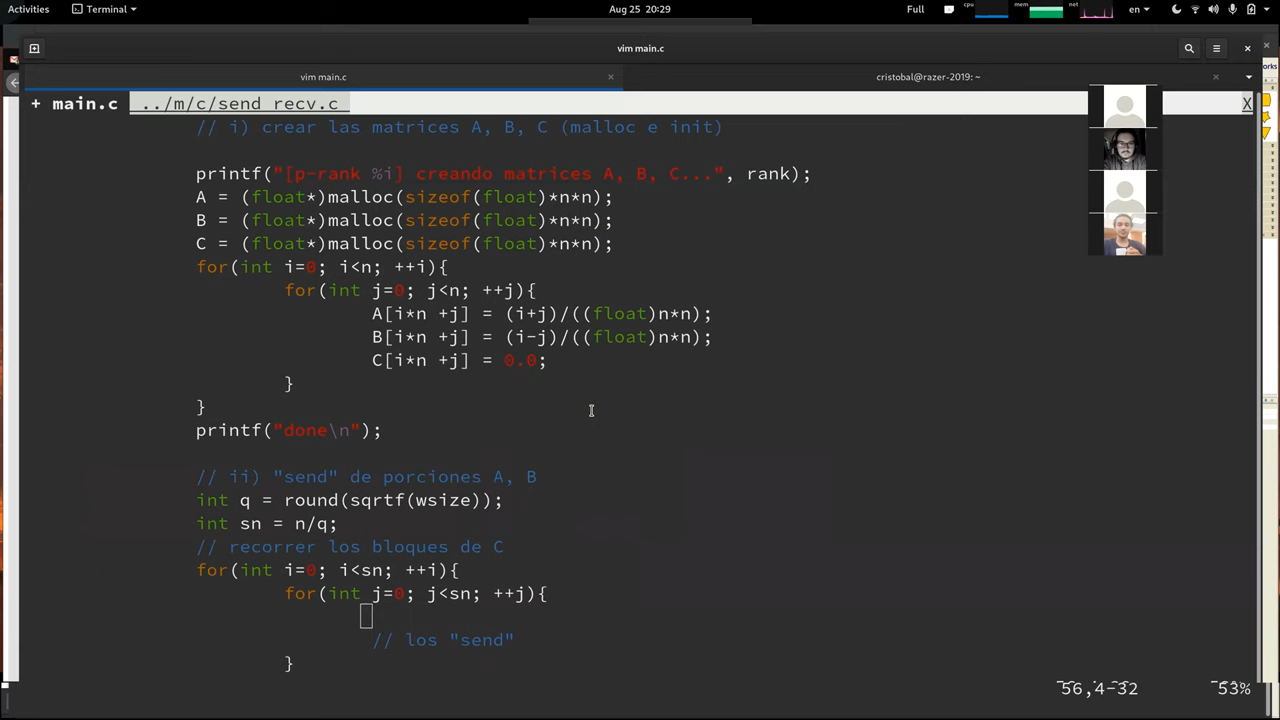 Activities Terminal Aug 25 20:29 Full cpu mem net en
vim main.c
vim main.c cristobal@razer-2019: ~
+ main.c ../m/c/send_recv.c X
// i) crear las matrices A, B, C (malloc e init)
printf("[p-rank %i] creando matrices A, B, C...", rank);
A = (float*)malloc(sizeof(float)*n*n);
B = (float*)malloc(sizeof(float)*n*n);
C = (float*)malloc(sizeof(float)*n*n);
for(int i=0; i<n; ++i){
for(int j=0; j<n; ++j){
A[i*n +j] = (i+j)/((float)n*n);
B[i*n +j] = (i-j)/((float)n*n);
C[i*n +j] = 0.0;
}
}
printf("done\n");
// ii) "send" de porciones A, B
int q = round(sqrtf(wsize));
int sn = n/q;
// recorrer los bloques de C
for(int i=0; i<sn; ++i){
for(int j=0; j<sn; ++j){
// los "send"
}
56,4-32 53%